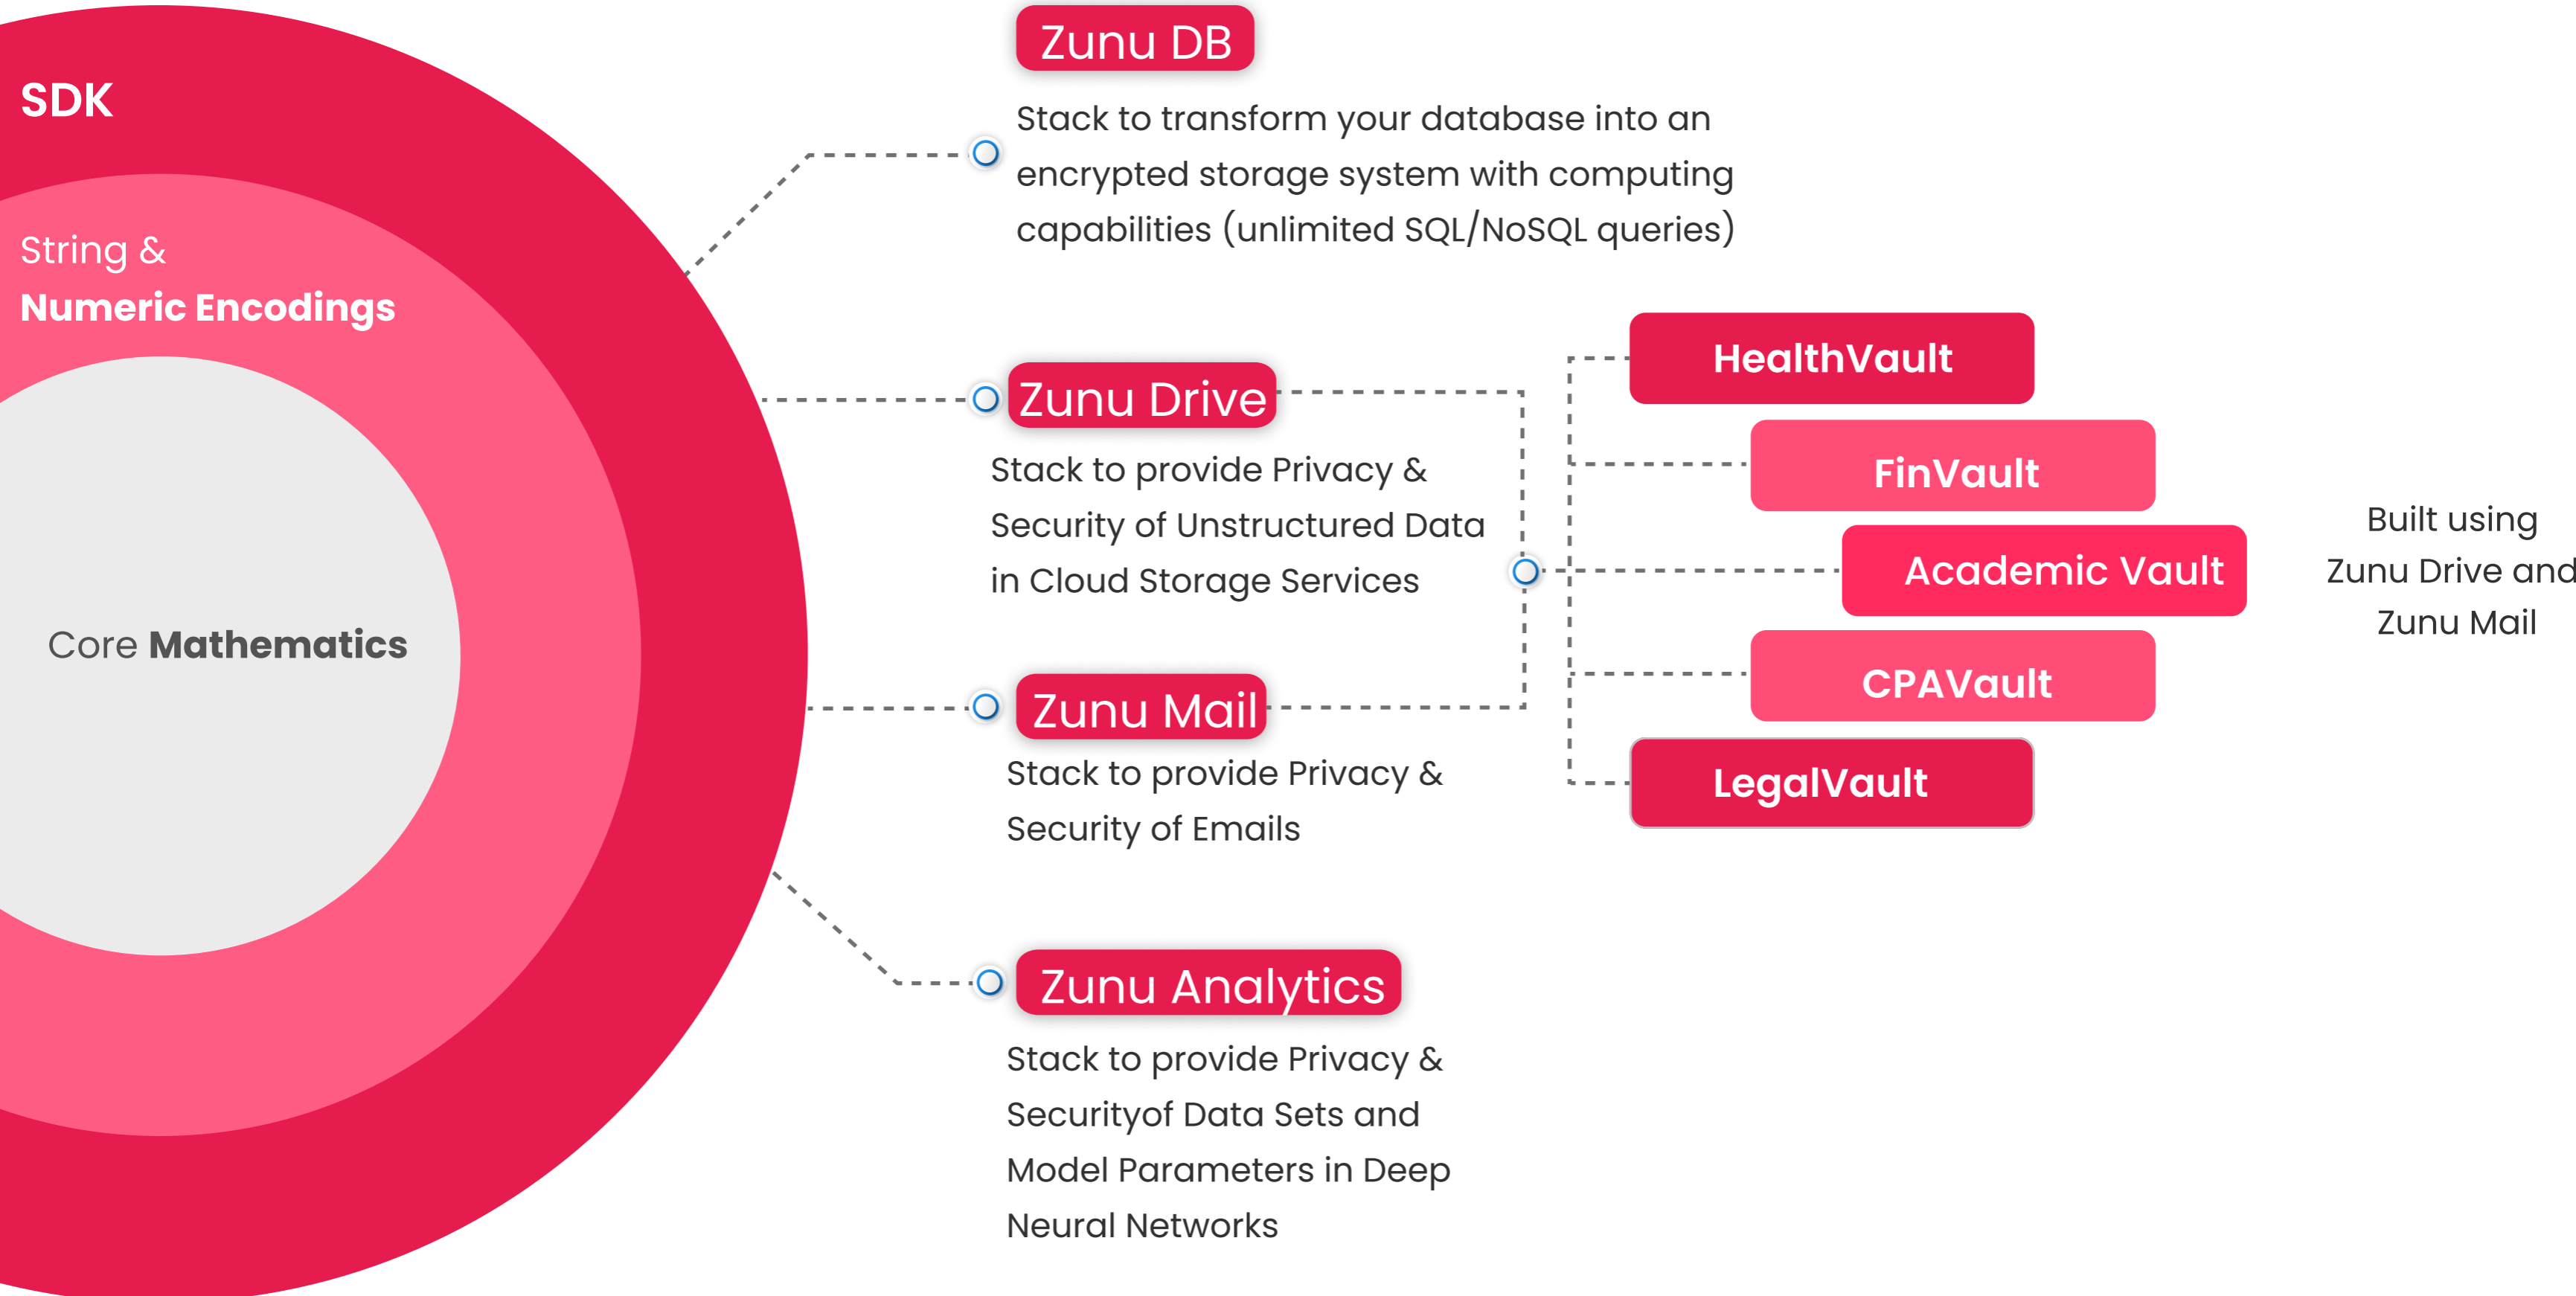 SDK
String &
Numeric Encodings
Core Mathematics
Zunu DB
Stack to transform your database into an
encrypted storage system with computing
capabilities (unlimited SQL/NoSQL queries)
Zunu Drive
Stack to provide Privacy &
Security of Unstructured Data
in Cloud Storage Services
Zunu Mail
Stack to provide Privacy &
Security of Emails
Zunu Analytics
Stack to provide Privacy &
Securityof Data Sets and
Model Parameters in Deep
Neural Networks
HealthVault
FinVault
Academic Vault
CPAVault
LegalVault
Built using
Zunu Drive and
Zunu Mail